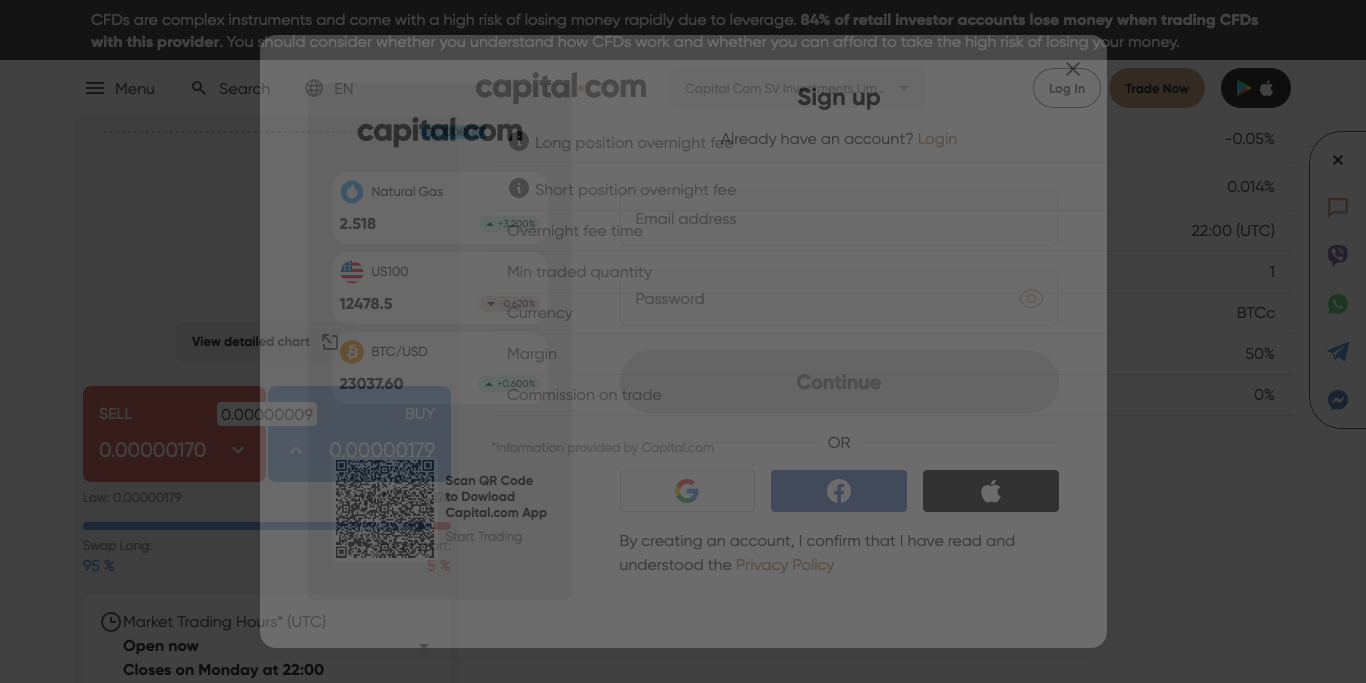 CFDs are complex instruments and come with a high risk of losing money rapidly due to leverage. 84% of retail investor accounts lose money when trading CFDs
with this provider. You should consider whether you understand how CFDs work and whether you can afford to take the high risk of losing your money.
Menu
Search
EN
capital.com
Capital Com SV Investments Lim...
Log In
Trade Now
Long position overnight fee
-0.05%
Short position overnight fee
0.014%
Overnight fee time
22:00 (UTC)
Min traded quantity
1
Currency
BTCc
Margin
50%
Commission on trade
0%
*Information provided by Capital.com
View detailed chart
SELL
0.00000009
BUY
0.00000170
0.00000179
Low: 0.00000179
Swap Long:
95 %
5 %
Market Trading Hours* (UTC)
Open now
Closes on Monday at 22:00
capital.com
Natural Gas
2.518
+3.200%
US100
12478.5
-0.620%
BTC/USD
23037.60
+0.600%
Scan QR Code
to Dowload
Capital.com App
Start Trading
Sign up
Already have an account? Login
Email address
Password
Continue
OR
By creating an account, I confirm that I have read and
understood the Privacy Policy